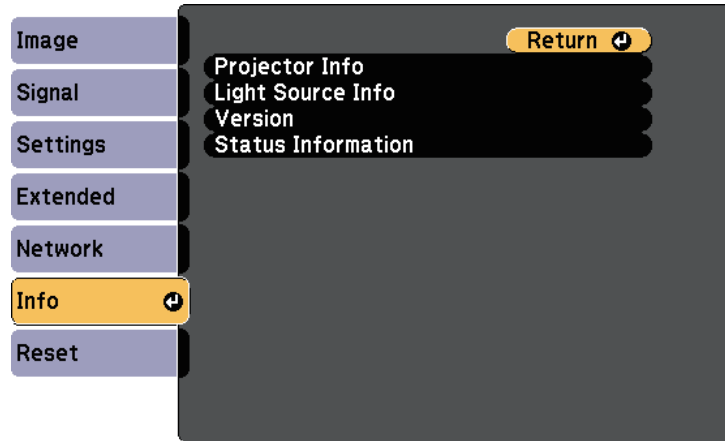 Image
Signal
Settings
Extended
Network
Info
Reset
Return
Projector Info
Light Source Info
Version
Status Information